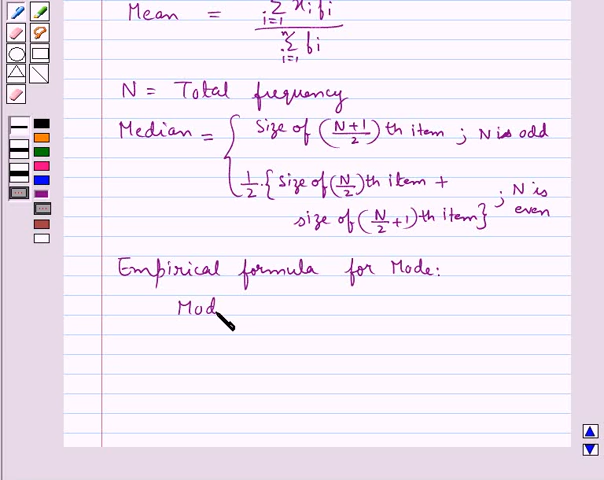 Mean = n∑i=1 xifi / n∑i=1 fi
N = Total frequency
Median = { size of (N+1/2)th item ; N is odd
1/2·{size of (N/2)th item +
size of (N/2+1)th item} ; N is even
Empirical formula for Mode:
Mod